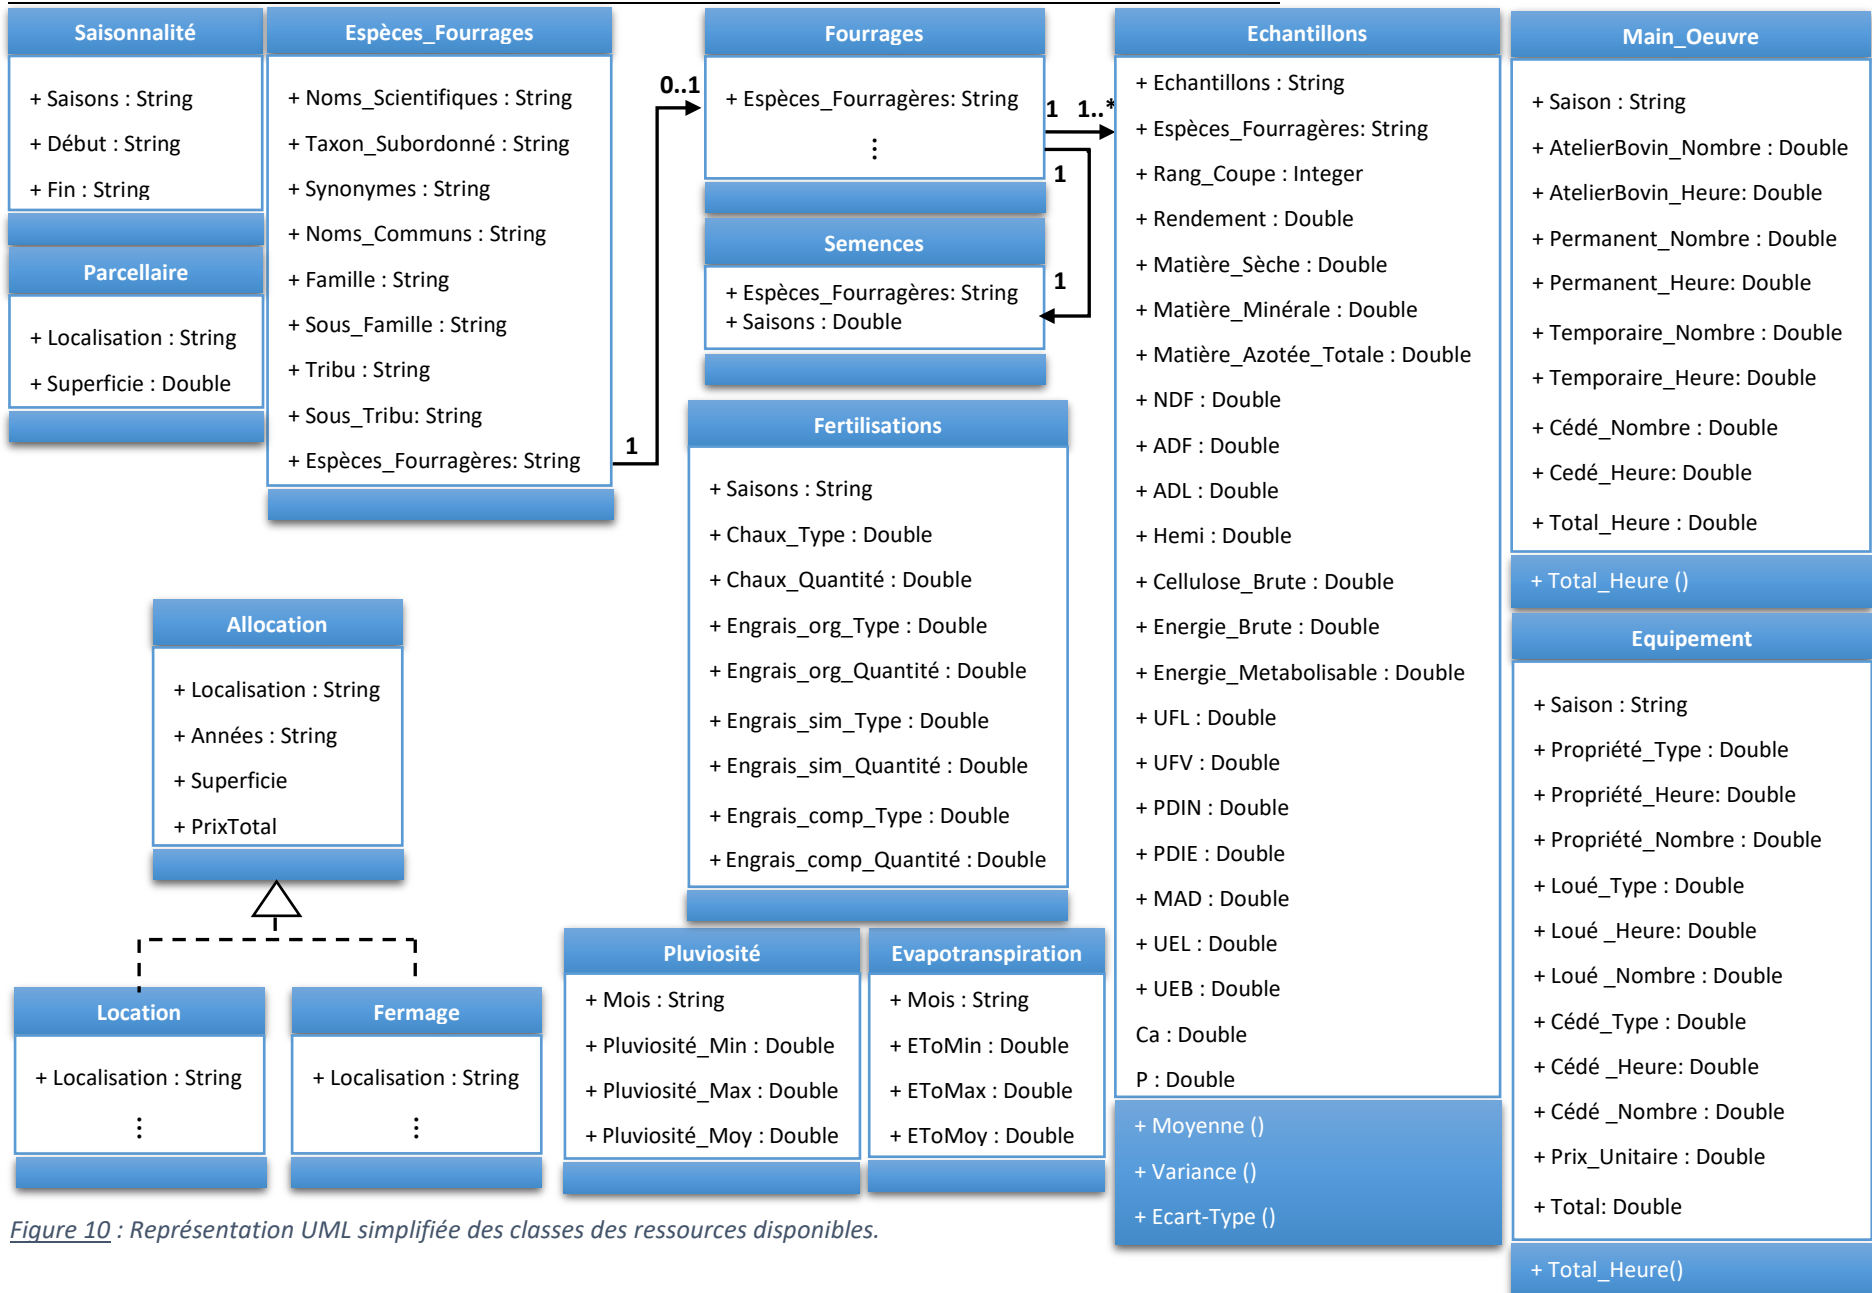 Saisonnalité
+ Saisons : String
+ Début : String
+ Fin : String
Parcellaire
+ Localisation : String
+ Superficie : Double
Espèces_Fourrages
+ Noms_Scientifiques : String
+ Taxon_Subordonné : String
+ Synonymes : String
+ Noms_Communs : String
+ Famille : String
+ Sous_Famille : String
+ Tribu : String
+ Sous_Tribu: String
+ Espèces_Fourragères: String
1
0..1
Fourrages
+ Espèces_Fourragères: String
⋮
1 1..*
1
1
Semences
+ Espèces_Fourragères: String
+ Saisons : Double
Fertilisations
+ Saisons : String
+ Chaux_Type : Double
+ Chaux_Quantité : Double
+ Engrais_org_Type : Double
+ Engrais_org_Quantité : Double
+ Engrais_sim_Type : Double
+ Engrais_sim_Quantité : Double
+ Engrais_comp_Type : Double
+ Engrais_comp_Quantité : Double
Echantillons
+ Echantillons : String
+ Espèces_Fourragères: String
+ Rang_Coupe : Integer
+ Rendement : Double
+ Matière_Sèche : Double
+ Matière_Minérale : Double
+ Matière_Azotée_Totale : Double
+ NDF : Double
+ ADF : Double
+ ADL : Double
+ Hemi : Double
+ Cellulose_Brute : Double
+ Energie_Brute : Double
+ Energie_Metabolisable : Double
+ UFL : Double
+ UFV : Double
+ PDIN : Double
+ PDIE : Double
+ MAD : Double
+ UEL : Double
+ UEB : Double
Ca : Double
P : Double
+ Moyenne ()
+ Variance ()
+ Ecart-Type ()
Main_Oeuvre
+ Saison : String
+ AtelierBovin_Nombre : Double
+ AtelierBovin_Heure: Double
+ Permanent_Nombre : Double
+ Permanent_Heure: Double
+ Temporaire_Nombre : Double
+ Temporaire_Heure: Double
+ Cédé_Nombre : Double
+ Cedé_Heure: Double
+ Total_Heure : Double
+ Total_Heure ()
Equipement
+ Saison : String
+ Propriété_Type : Double
+ Propriété_Heure: Double
+ Propriété_Nombre : Double
+ Loué_Type : Double
+ Loué _Heure: Double
+ Loué _Nombre : Double
+ Cédé_Type : Double
+ Cédé _Heure: Double
+ Cédé _Nombre : Double
+ Prix_Unitaire : Double
+ Total: Double
+ Total_Heure()
Allocation
+ Localisation : String
+ Années : String
+ Superficie
+ PrixTotal
Location
+ Localisation : String
⋮
Fermage
+ Localisation : String
⋮
Pluviosité
+ Mois : String
+ Pluviosité_Min : Double
+ Pluviosité_Max : Double
+ Pluviosité_Moy : Double
Evapotranspiration
+ Mois : String
+ EToMin : Double
+ EToMax : Double
+ EToMoy : Double
Figure 10 : Représentation UML simplifiée des classes des ressources disponibles.